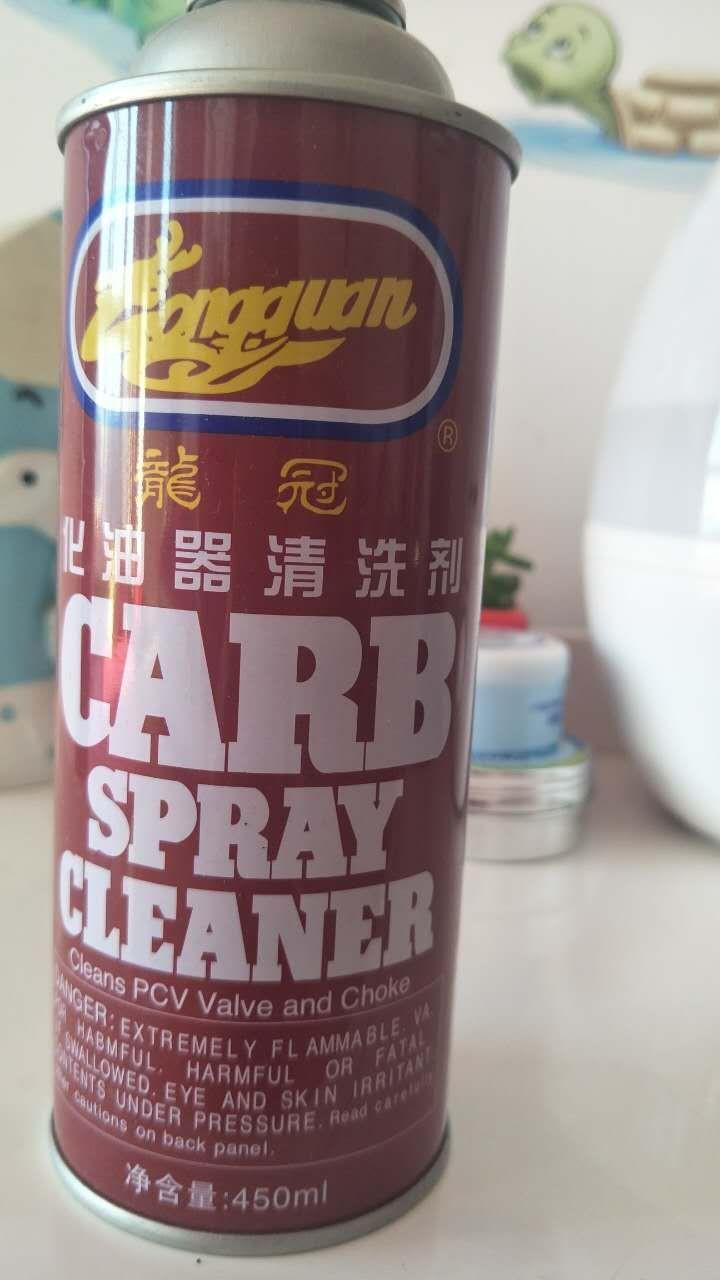 Longguan
®
龍冠
化油器清洗剂
CARB
SPRAY
CLEANER
Cleans PCV Valve and Choke
DANGER: EXTREMELY FLAMMABLE. VA
HABMFUL. HARMFUL OR FATAL
SWALLOWED. EYE AND SKIN IRRITANT
CONTENTS UNDER PRESSURE. Read carefully
cautions on back panel.
净含量:450ml